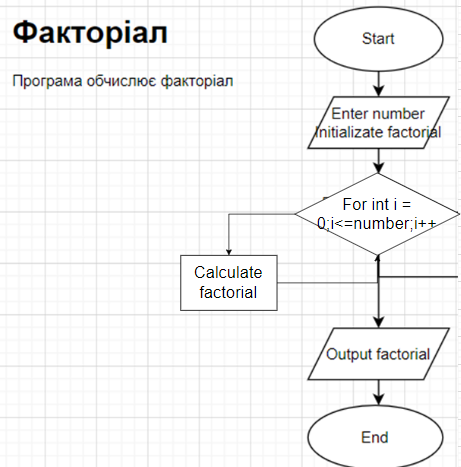 Факторіал
Програма обчислює факторіал
Start
Enter number
Initializate factorial
For int i =
0;i<=number;i++
Calculate
factorial
Output factorial
End